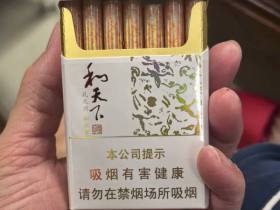 和天下
本公司提示
吸烟有害健康
请勿在禁烟场所吸烟